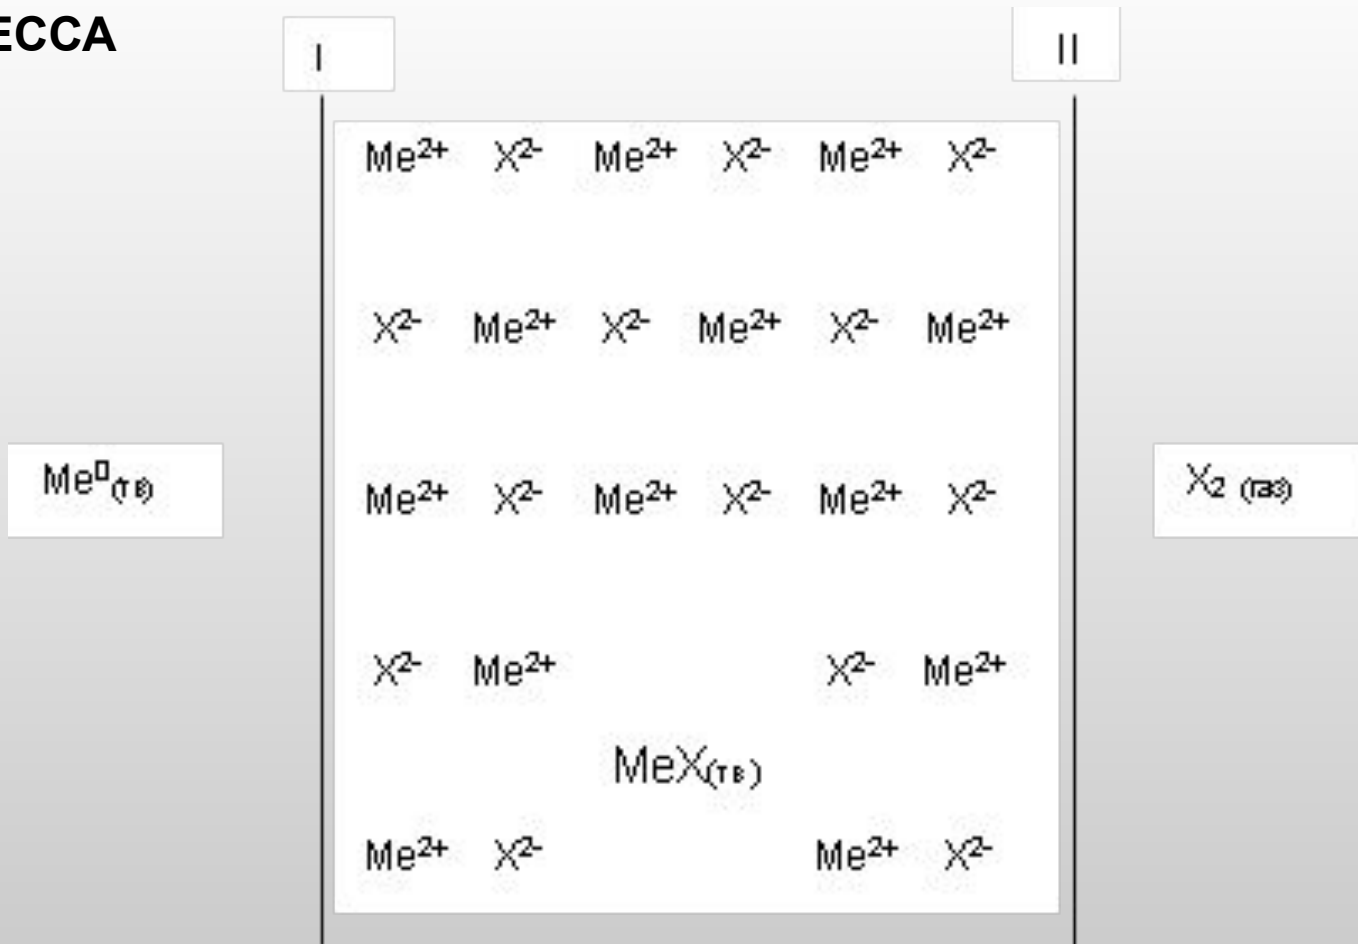 ЕССА
I
II
Me²⁺ X²⁻ Me²⁺ X²⁻ Me²⁺ X²⁻
X²⁻ Me²⁺ X²⁻ Me²⁺ X²⁻ Me²⁺
Me⁰(тв)
Me²⁺ X²⁻ Me²⁺ X²⁻ Me²⁺ X²⁻
X₂ (газ)
X²⁻ Me²⁺ X²⁻ Me²⁺
MeX(тв)
Me²⁺ X²⁻ Me²⁺ X²⁻